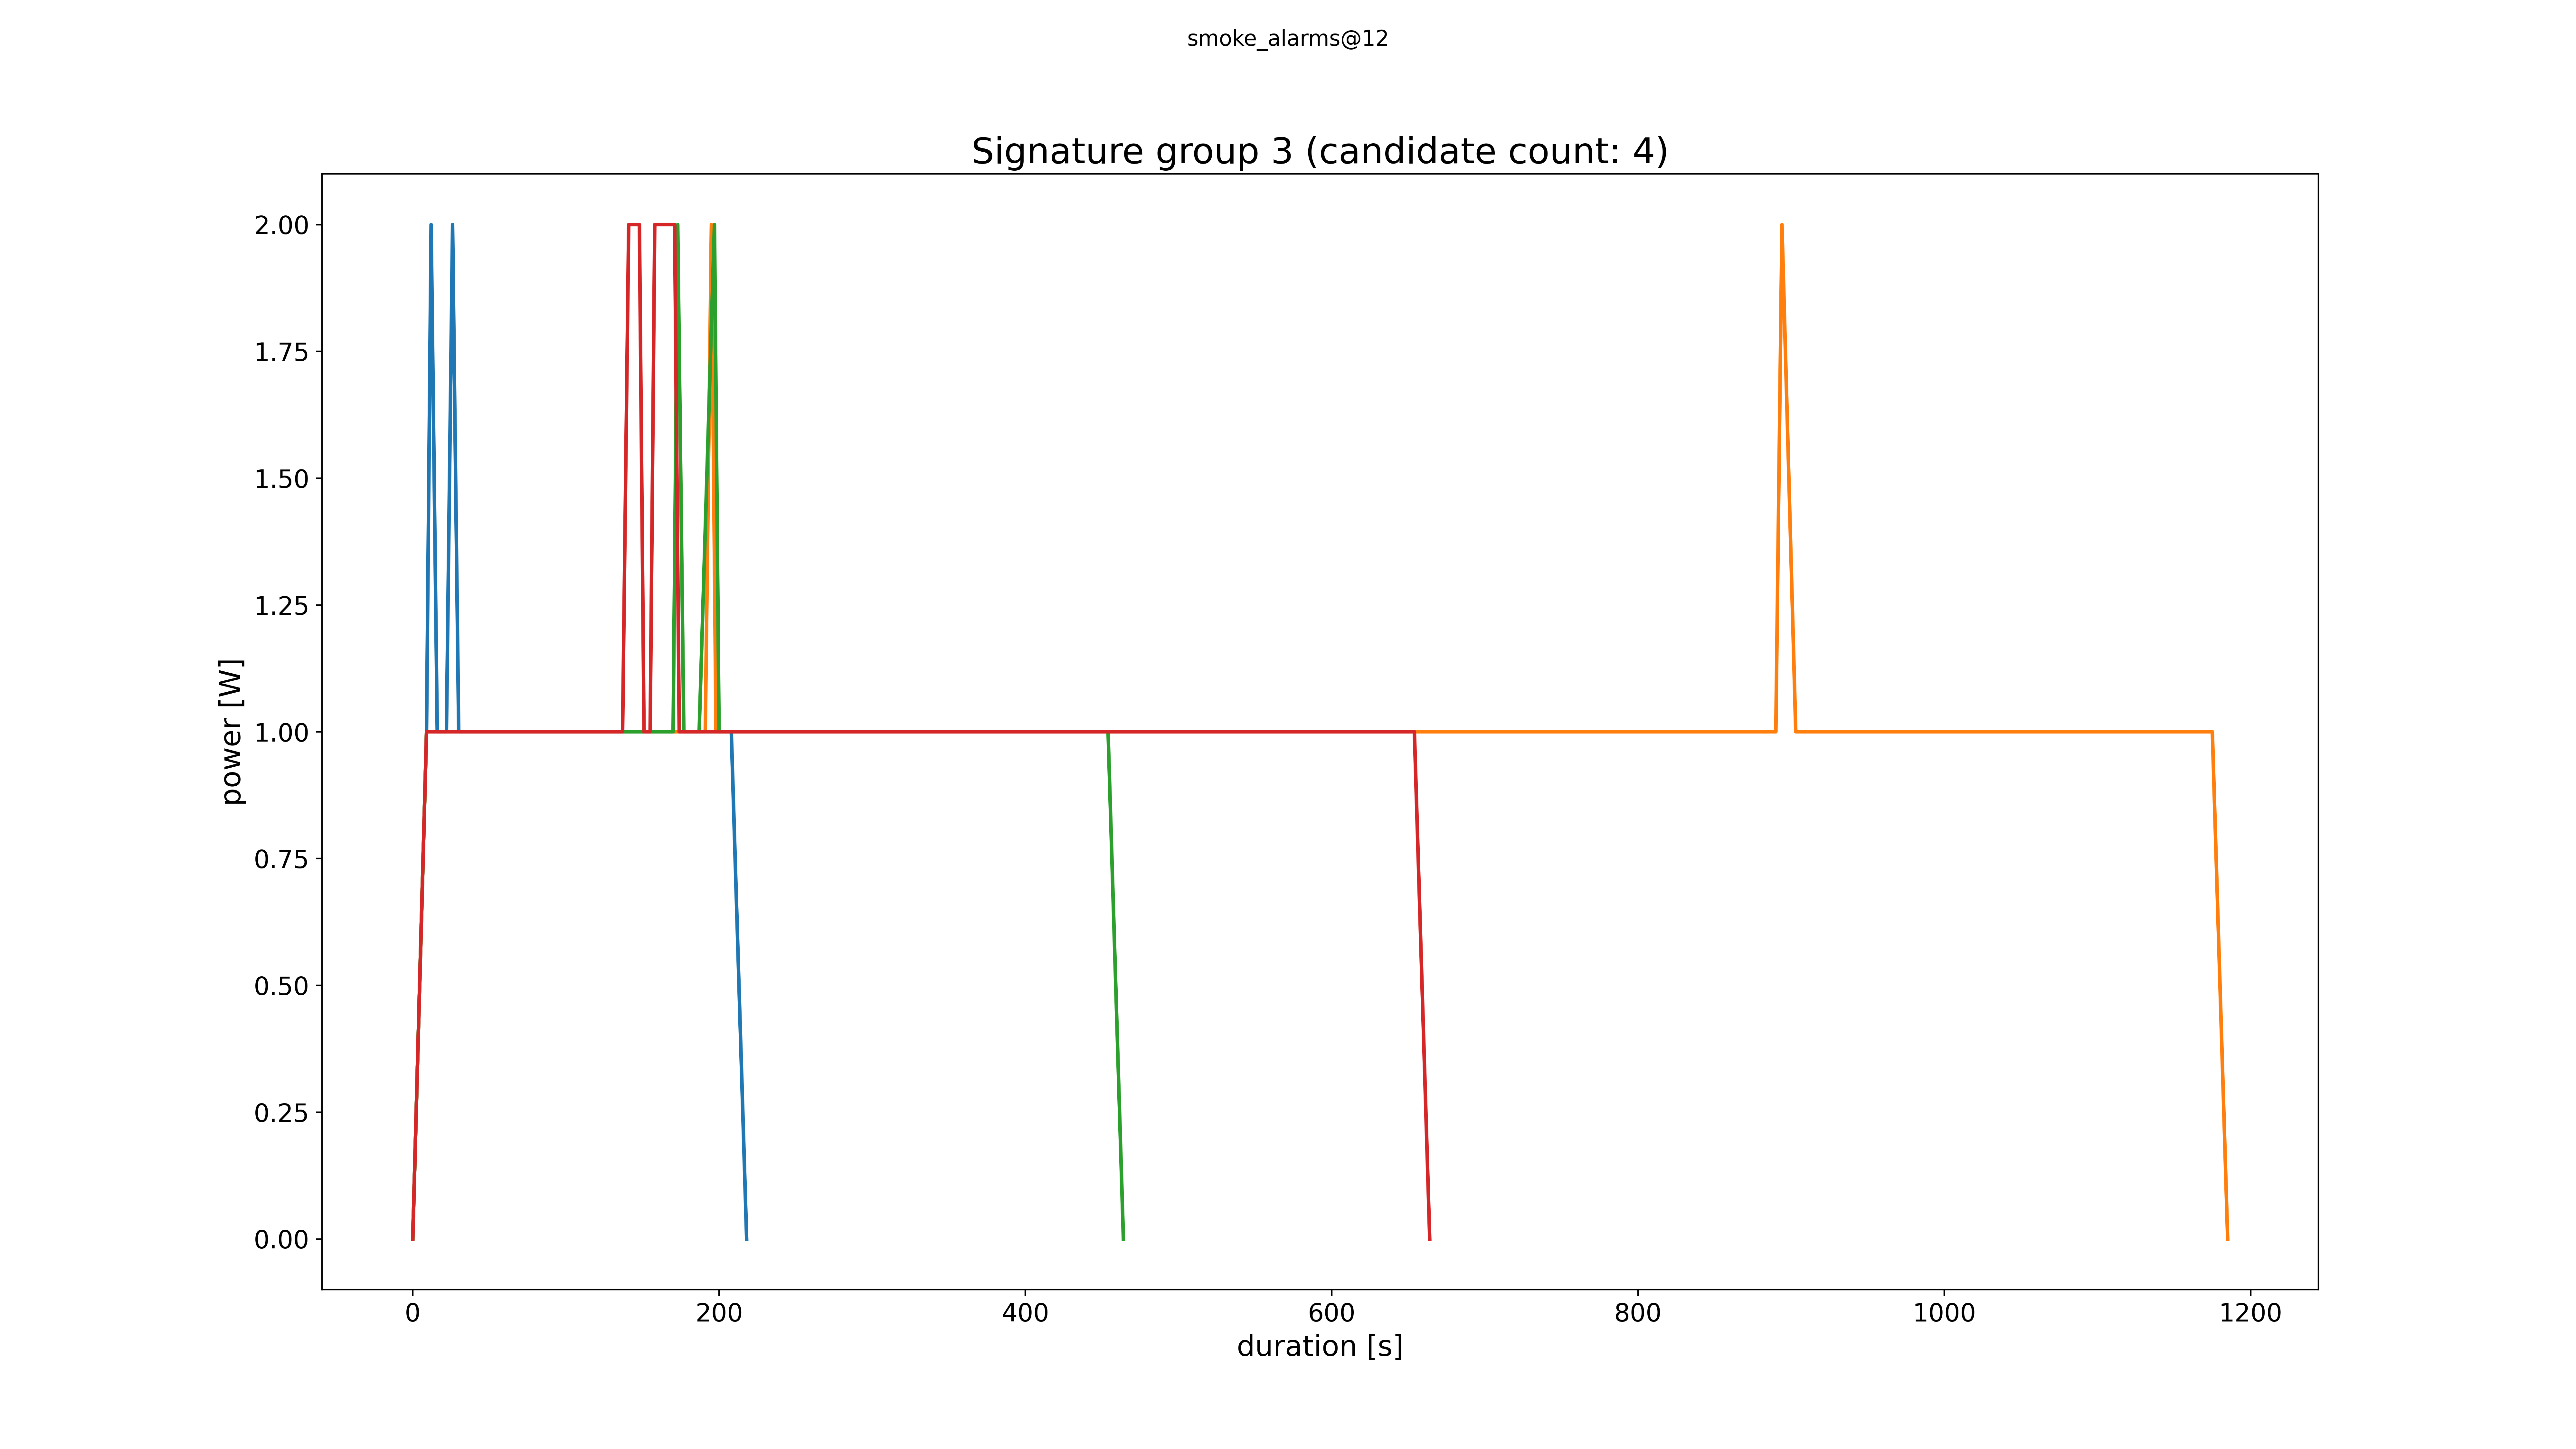 smoke_alarms@12
Signature group 3 (candidate count: 4)
power [W]
2.00
1.75
1.50
1.25
1.00
0.75
0.50
0.25
0.00
0 200 400 600 800 1000 1200
duration [s]